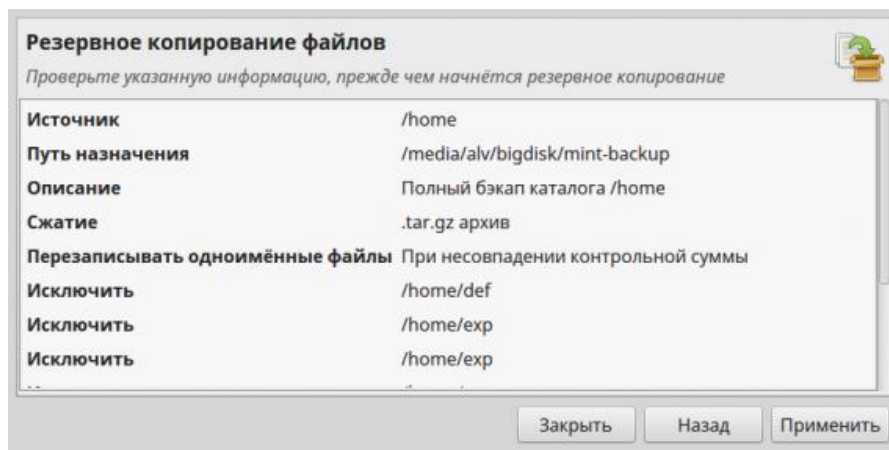 Резервное копирование файлов
Проверьте указанную информацию, прежде чем начнётся резервное копирование
Источник /home
Путь назначения /media/alv/bigdisk/mint-backup
Описание Полный бэкап каталога /home
Сжатие .tar.gz архив
Перезаписывать одноимённые файлы При несовпадении контрольной суммы
Исключить /home/def
Исключить /home/exp
Исключить /home/exp
Закрыть Назад Применить